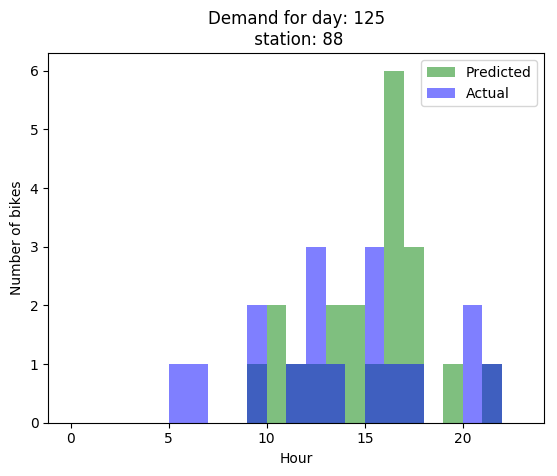 Demand for day: 125
station: 88
Predicted
Actual
Number of bikes
6
5
4
3
2
1
0
0 5 10 15 20
Hour